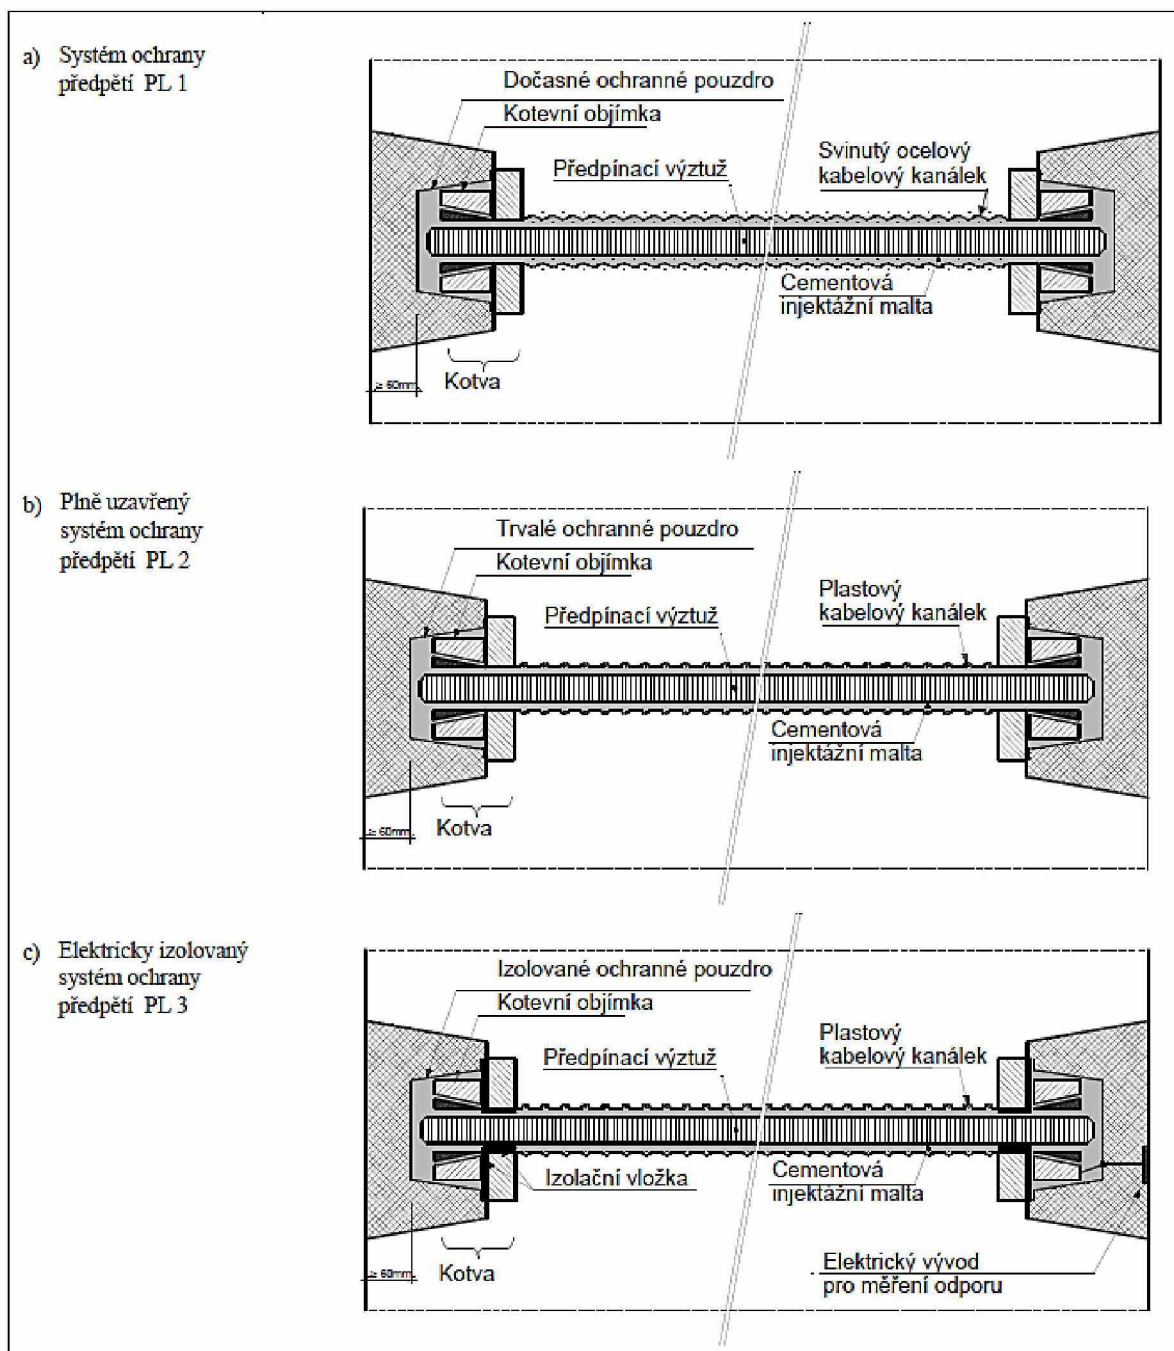 a) Systém ochrany
předpětí PL 1
Dočasné ochranné pouzdro
Kotevní objímka
Předpínací výztuž
Svinutý ocelový
kabelový kanálek
Cementová
injektážní malta
≥ 60mm
Kotva
b) Plně uzavřený
systém ochrany
předpětí PL 2
Trvalé ochranné pouzdro
Kotevní objímka
Předpínací výztuž
Plastový
kabelový kanálek
Cementová
injektážní malta
≥ 60mm
Kotva
c) Elektricky izolovaný
systém ochrany
předpětí PL 3
Izolované ochranné pouzdro
Kotevní objímka
Předpínací výztuž
Plastový
kabelový kanálek
Izolační vložka
Cementová
injektážní malta
≥ 60mm
Kotva
Elektrický vývod
pro měření odporu